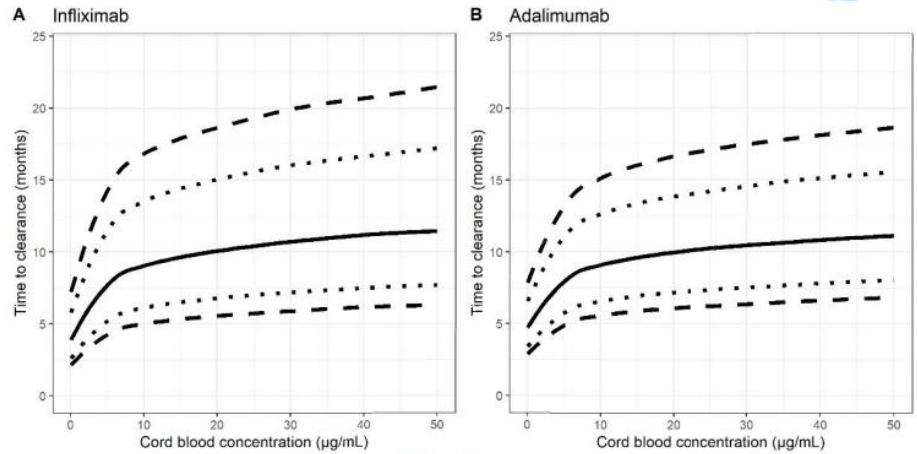 A Infliximab
25
20
15
10
5
0
Time to clearance (months)
0 10 20 30 40 50
Cord blood concentration (µg/mL)
B Adalimumab
25
20
15
10
5
0
Time to clearance (months)
0 10 20 30 40 50
Cord blood concentration (µg/mL)